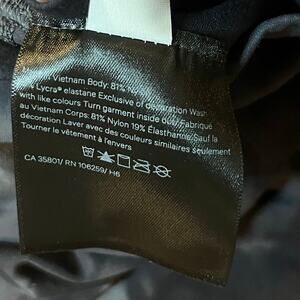 Vietnam Body: 81% Nylon
Lycra® elastane Exclusive of decoration Wash
with like colours Turn garment inside out/Fabriqué
au Vietnam Corps: 81% Nylon 19% Élasthanne Sauf la
décoration Laver avec des couleurs similaires seulement
Tourner le vêtement à l'envers
CA 35801/ RN 106259/ H6